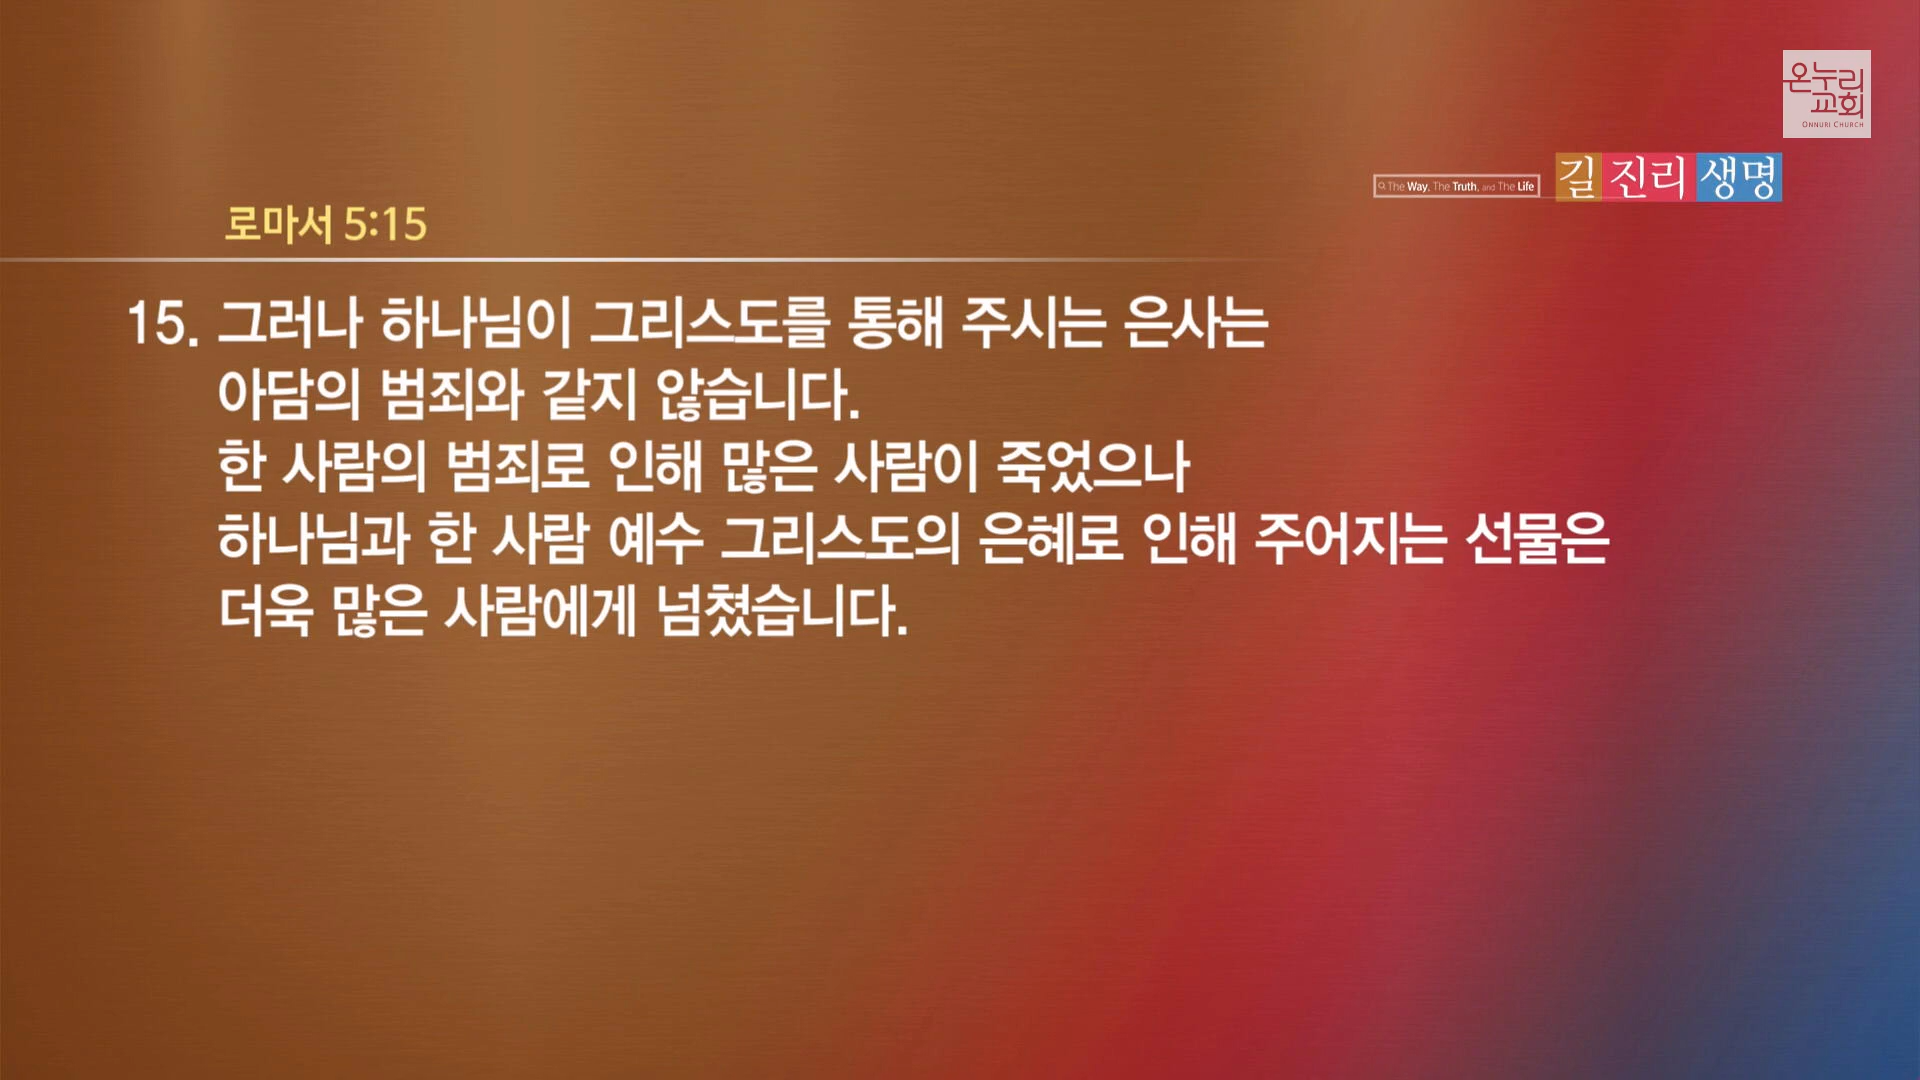 온누리
교회
ONNURI CHURCH
The Way, The Truth, and The Life
길 진리 생명
로마서 5:15
15. 그러나 하나님이 그리스도를 통해 주시는 은사는
아담의 범죄와 같지 않습니다.
한 사람의 범죄로 인해 많은 사람이 죽었으나
하나님과 한 사람 예수 그리스도의 은혜로 인해 주어지는 선물은
더욱 많은 사람에게 넘쳤습니다.